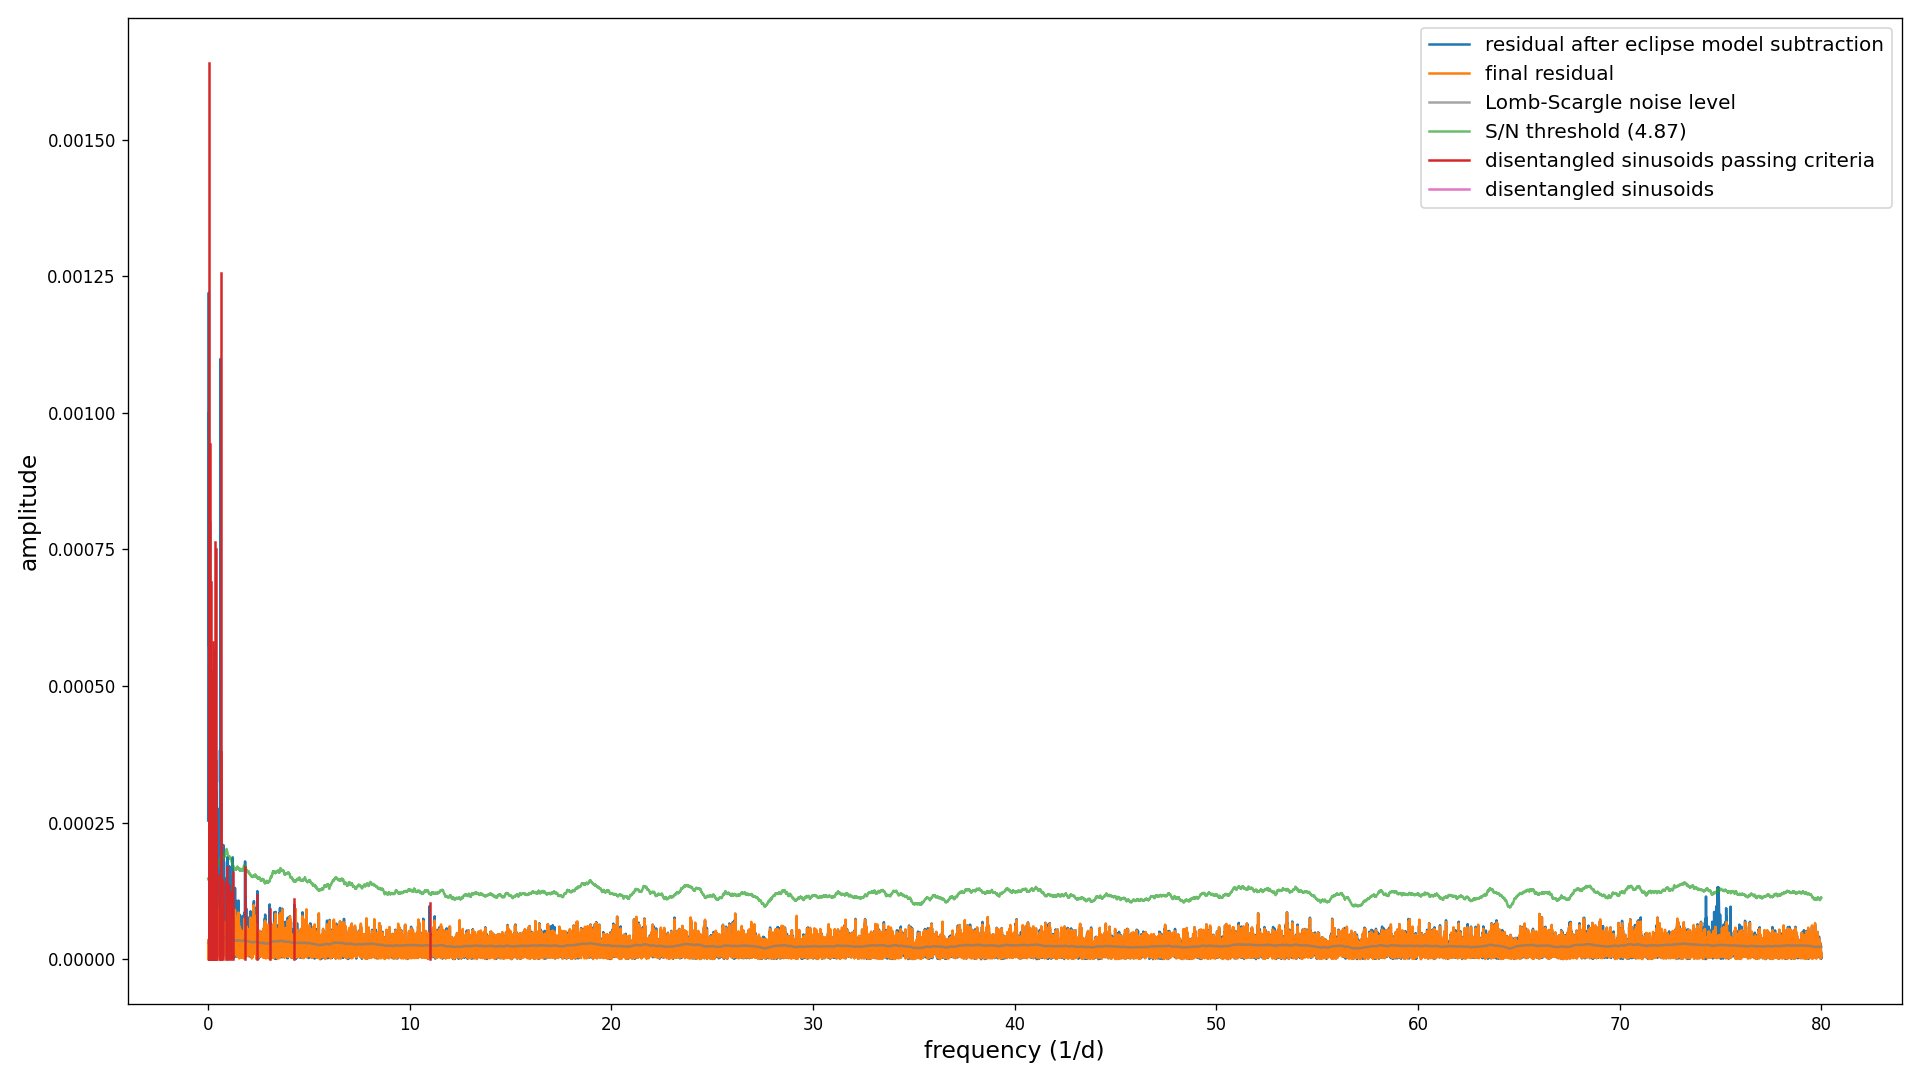 residual after eclipse model subtraction
final residual
Lomb-Scargle noise level
S/N threshold (4.87)
disentangled sinusoids passing criteria
disentangled sinusoids
0.00150
0.00125
0.00100
0.00075
0.00050
0.00025
0.00000
amplitude
0 10 20 30 40 50 60 70 80
frequency (1/d)